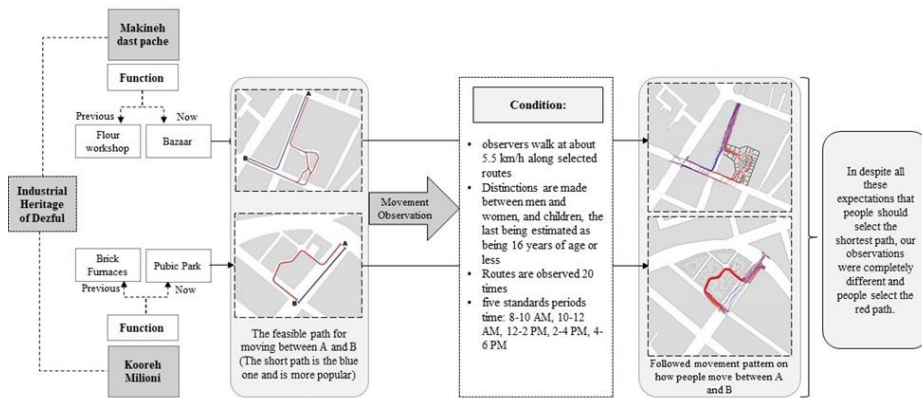 Makineh
dast pache
Function
Previous
Now
Flour
workshop
Bazaar
Industrial
Heritage
of Dezful
Brick
Furnaces
Pubic Park
Previous
Now
Function
Kooreh
Milioni
A
B
A
B
The feasible path for
moving between A and B
(The short path is the blue
one and is more popular)
Movement
Observation
Condition:
• observers walk at about
5.5 km/h along selected
routes
• Distinctions are made
between men and
women, and children, the
last being estimated as
being 16 years of age or
less
• Routes are observed 20
times
• five standards periods
time: 8-10 AM, 10-12
AM, 12-2 PM, 2-4 PM, 4-
6 PM
Followed movement pattern on
how people move between A
and B
In despite all
these
expectations that
people should
select the
shortest path, our
observations
were completely
different and
people select the
red path.